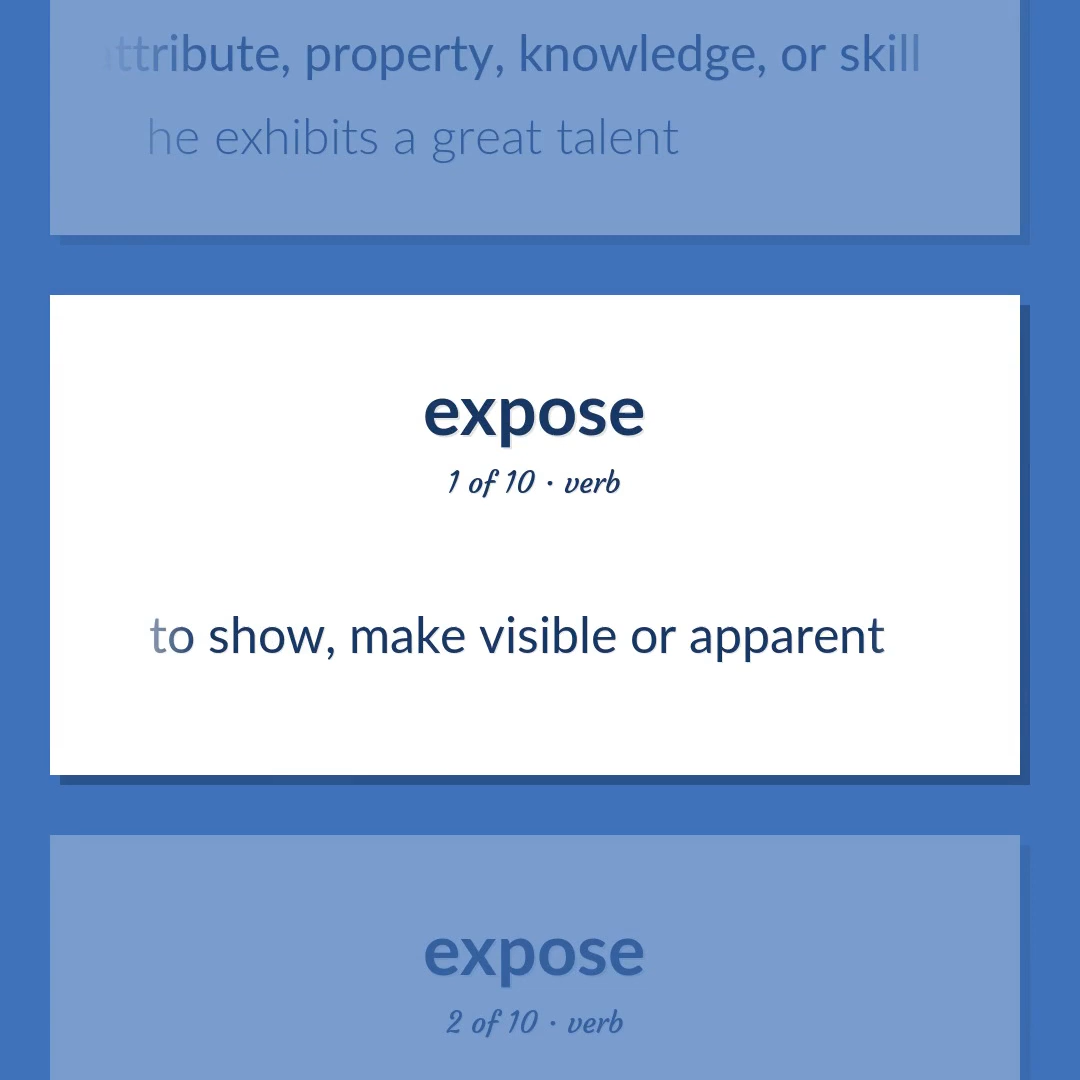 attribute, property, knowledge, or skill
he exhibits a great talent
expose
1 of 10 · verb
to show, make visible or apparent
expose
2 of 10 · verb